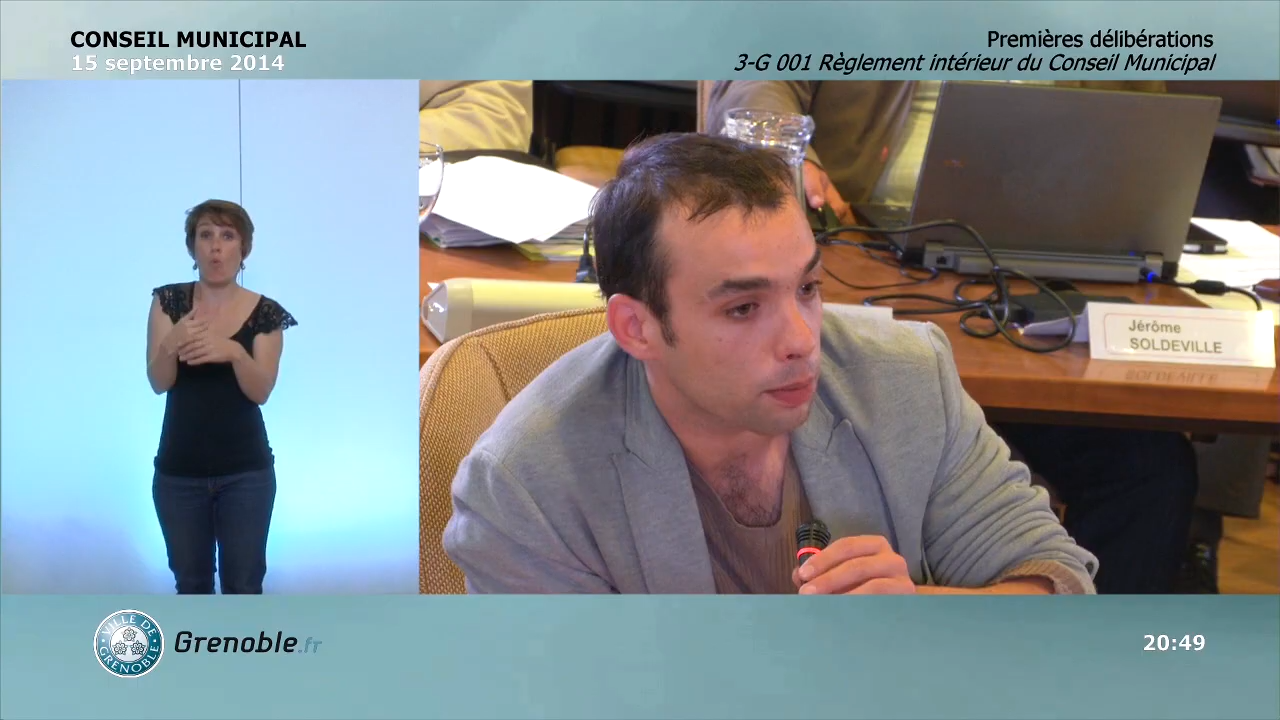 CONSEIL MUNICIPAL
15 septembre 2014
Premières délibérations
3-G 001 Règlement intérieur du Conseil Municipal
Jérôme
SOLDEVILLE
VILLE DE
GRENOBLE
Grenoble.fr
20:49